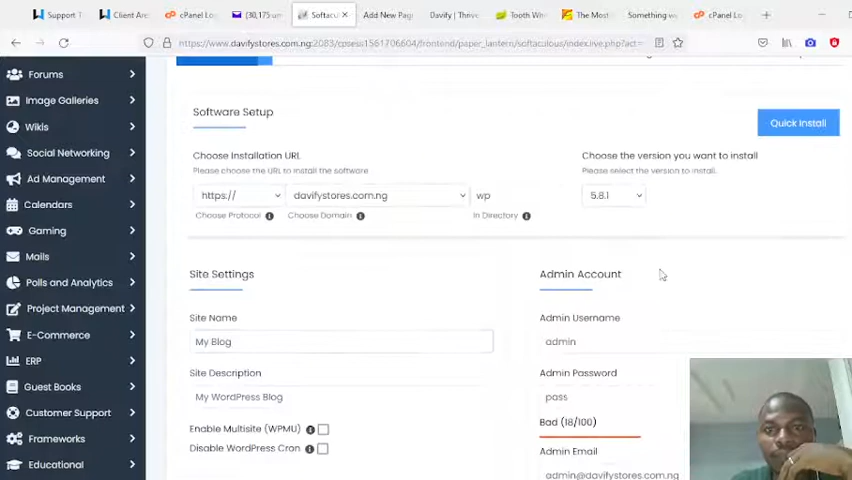 Support T
Client Are
cPanel Lo
(30,175 un
Softacu
Add New Pag
Davify | Thrive
Tooth Wh
The Most
Something we
cPanel Lo
https://www.davifystores.com.ng:2083/cpsess1561706604/frontend/paper_lantern/softaculous/index.live.php?act=
Forums
Image Galleries
Wikis
Social Networking
Ad Management
Calendars
Gaming
Mails
Polls and Analytics
Project Management
E-Commerce
ERP
Guest Books
Customer Support
Frameworks
Educational
Software Setup
Quick Install
Choose Installation URL
Please choose the URL to install the software
https://
davifystores.com.ng
wp
Choose Protocol
Choose Domain
In Directory
Choose the version you want to install
Please select the version to install.
5.8.1
Site Settings
Site Name
My Blog
Site Description
My WordPress Blog
Enable Multisite (WPMU)
Disable WordPress Cron
Admin Account
Admin Username
admin
Admin Password
pass
Bad (18/100)
Admin Email
admin@davifystores.com.ng